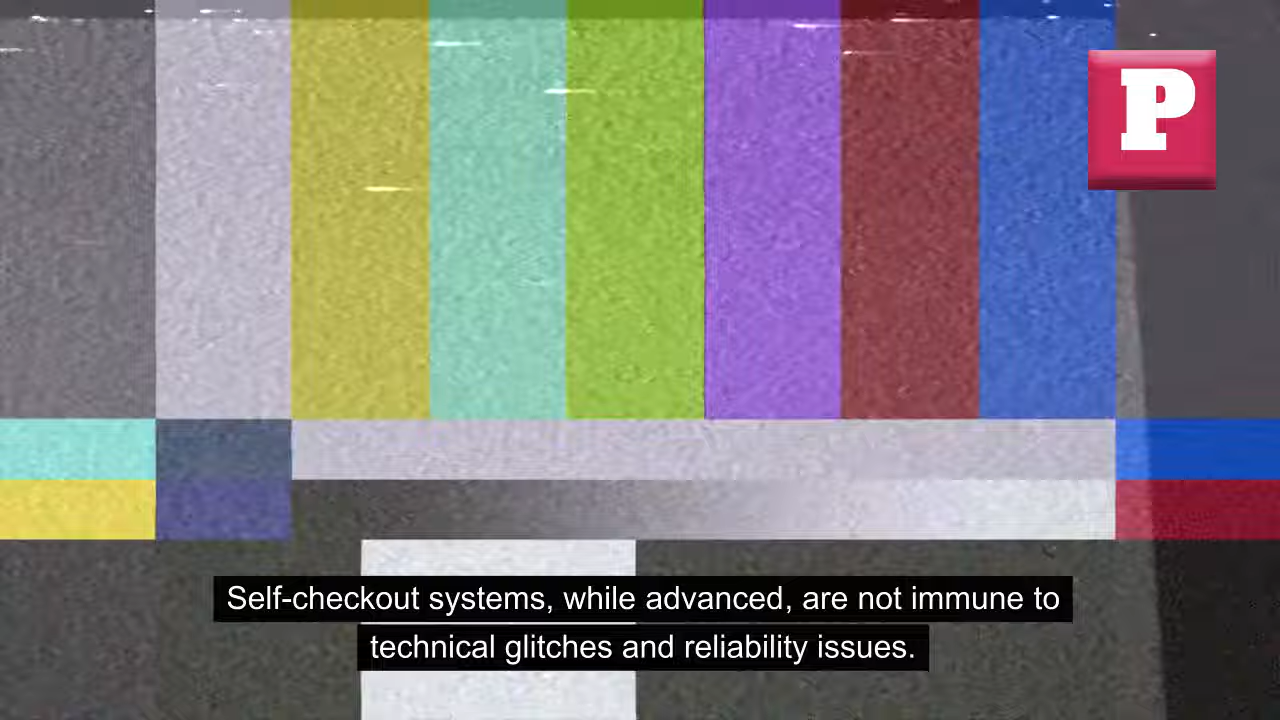 P
Self-checkout systems, while advanced, are not immune to
technical glitches and reliability issues.